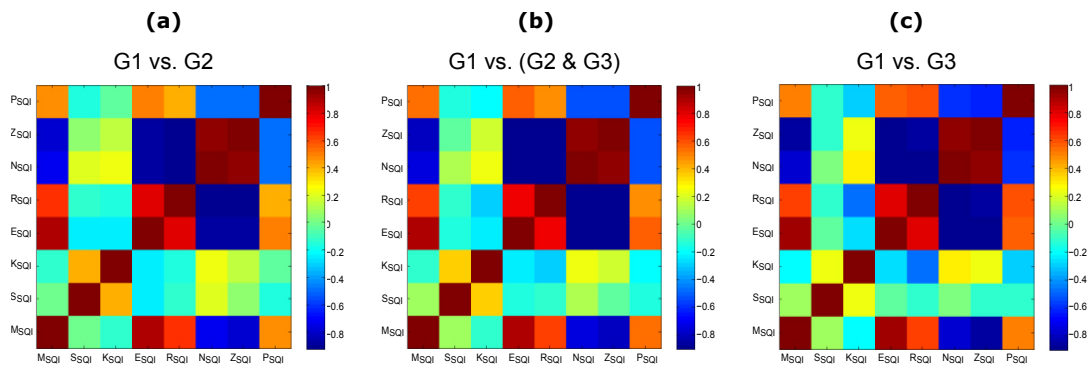 (a) (b) (c)
G1 vs. G2 G1 vs. (G2 & G3) G1 vs. G3
PSQI
ZSQI
NSQI
RSQI
ESQI
KSQI
SSQI
MSQI
MSQI SSQI KSQI ESQI RSQI NSQI ZSQI PSQI
1
0.8
0.6
0.4
0.2
0
−0.2
−0.4
−0.6
−0.8
PSQI
ZSQI
NSQI
RSQI
ESQI
KSQI
SSQI
MSQI
MSQI SSQI KSQI ESQI RSQI NSQI ZSQI PSQI
1
0.8
0.6
0.4
0.2
0
−0.2
−0.4
−0.6
−0.8
PSQI
ZSQI
NSQI
RSQI
ESQI
KSQI
SSQI
MSQI
MSQI SSQI KSQI ESQI RSQI NSQI ZSQI PSQI
1
0.8
0.6
0.4
0.2
0
−0.2
−0.4
−0.6
−0.8